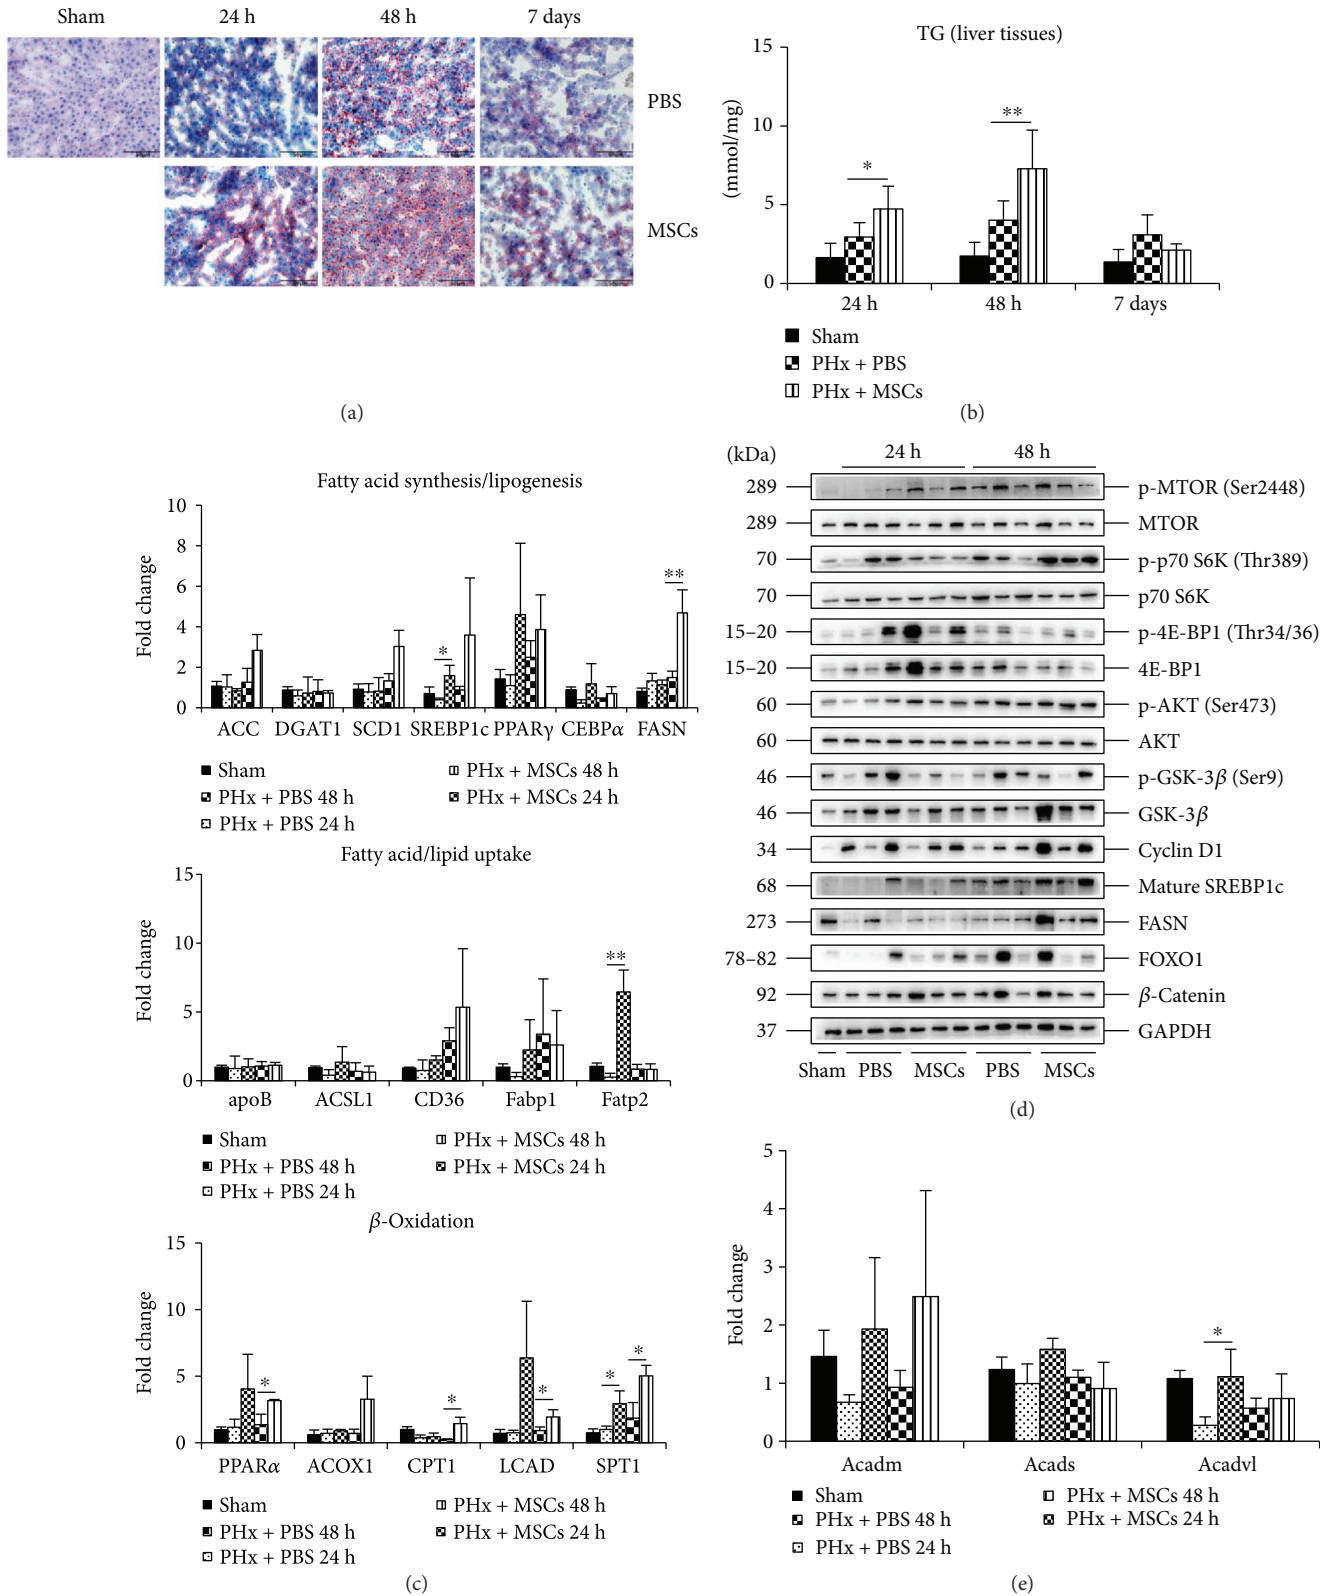 Sham 24 h 48 h 7 days
PBS
MSCs
(a)
TG (liver tissues)
(mmol/mg)
15
10
5
0
24 h 48 h 7 days
* **
Sham
PHx + PBS
PHx + MSCs
(b)
Fatty acid synthesis/lipogenesis
Fold change
10
8
6
4
2
0
* **
ACC DGAT1 SCD1 SREBP1c PPARγ CEBPα FASN
Sham PHx + MSCs 48 h
PHx + PBS 48 h PHx + MSCs 24 h
PHx + PBS 24 h
Fatty acid/lipid uptake
Fold change
15
10
5
0
**
apoB ACSL1 CD36 Fabp1 Fatp2
Sham PHx + MSCs 48 h
PHx + PBS 48 h PHx + MSCs 24 h
PHx + PBS 24 h
β-Oxidation
Fold change
15
10
5
0
* * * * *
PPARα ACOX1 CPT1 LCAD SPT1
Sham PHx + MSCs 48 h
PHx + PBS 48 h PHx + MSCs 24 h
PHx + PBS 24 h
(c)
(kDa) 24 h 48 h
289 p-MTOR (Ser2448)
289 MTOR
70 p-p70 S6K (Thr389)
70 p70 S6K
15–20 p-4E-BP1 (Thr34/36)
15–20 4E-BP1
60 p-AKT (Ser473)
60 AKT
46 p-GSK-3β (Ser9)
46 GSK-3β
34 Cyclin D1
68 Mature SREBP1c
273 FASN
78–82 FOXO1
92 β-Catenin
37 GAPDH
Sham PBS MSCs PBS MSCs
(d)
Fold change
5
4
3
2
1
0
*
Acadm Acads Acadvl
Sham PHx + MSCs 48 h
PHx + PBS 48 h PHx + MSCs 24 h
PHx + PBS 24 h
(e)